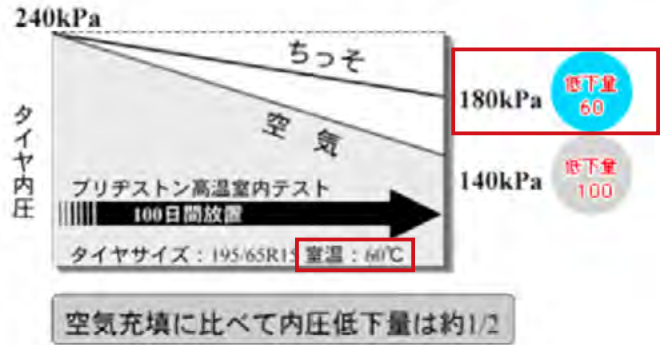 240kPa
ちっそ
空気
タイヤ内圧
180kPa
低下量
60
140kPa
低下量
100
ブリヂストン高温室内テスト
100日間放置
タイヤサイズ：195/65R15 室温：60℃
空気充填に比べて内圧低下量は約1/2